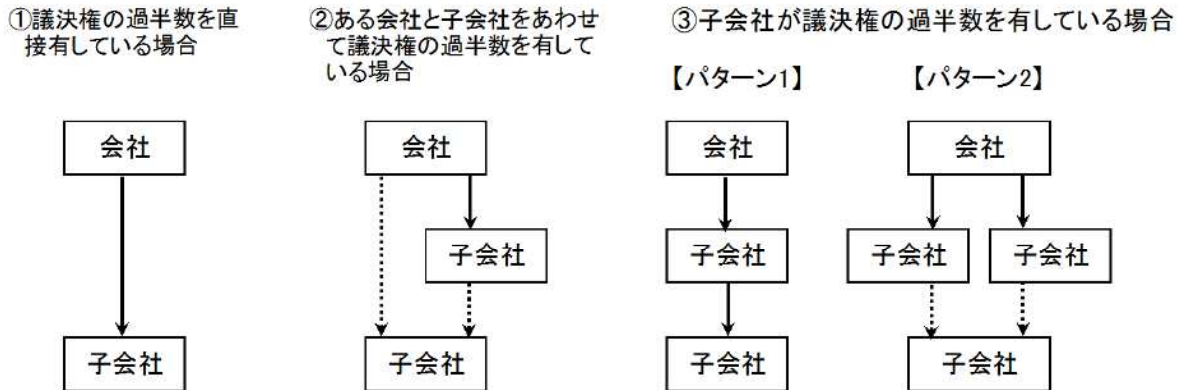 ①議決権の過半数を直
接有している場合
②ある会社と子会社をあわせ
て議決権の過半数を有して
いる場合
③子会社が議決権の過半数を有している場合
【パターン1】
【パターン2】
会社
子会社
会社
子会社
子会社
会社
子会社
子会社
会社
子会社
子会社
子会社